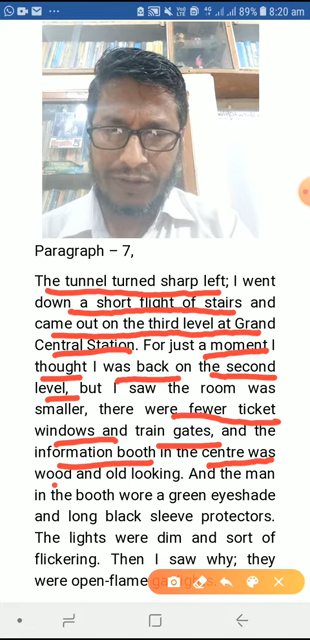 89% 8:20 am
Paragraph – 7,
The tunnel turned sharp left; I went
down a short flight of stairs and
came out on the third level at Grand
Central Station. For just a moment I
thought I was back on the second
level, but I saw the room was
smaller, there were fewer ticket
windows and train gates, and the
information booth in the centre was
wood and old looking. And the man
in the booth wore a green eyeshade
and long black sleeve protectors.
The lights were dim and sort of
flickering. Then I saw why; they
were open-flame